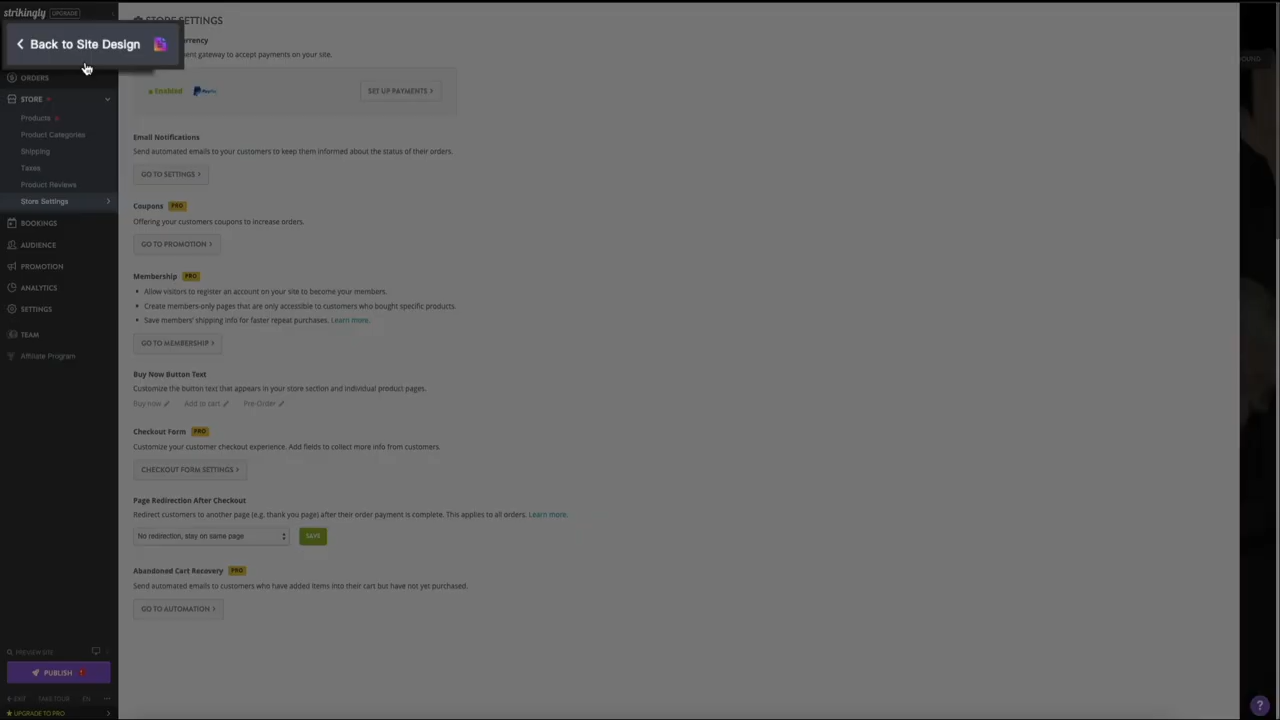 strikingly UPGRADE
Back to Site Design
ORDERS
STORE
Products
Product Categories
Shipping
Taxes
Product Reviews
Store Settings
BOOKINGS
AUDIENCE
PROMOTION
ANALYTICS
SETTINGS
TEAM
Affiliate Program
PREVIEW SITE
PUBLISH
EXIT TAKE TOUR EN ...
UPGRADE TO PRO
STORE SETTINGS
payment gateway to accept payments on your site.
Enabled PayPal SET UP PAYMENTS >
Email Notifications
Send automated emails to your customers to keep them informed about the status of their orders.
GO TO SETTINGS >
Coupons PRO
Offering your customers coupons to increase orders.
GO TO PROMOTION >
Membership PRO
• Allow visitors to register an account on your site to become your members.
• Create members-only pages that are only accessible to customers who bought specific products.
• Save members' shipping info for faster repeat purchases. Learn more.
GO TO MEMBERSHIP >
Buy Now Button Text
Customize the button text that appears in your store section and individual product pages.
Buy now Add to cart Pre-Order
Checkout Form PRO
Customize your customer checkout experience. Add fields to collect more info from customers.
CHECKOUT FORM SETTINGS >
Page Redirection After Checkout
Redirect customers to another page (e.g. thank you page) after their order payment is complete. This applies to all orders. Learn more.
No redirection, stay on same page SAVE
Abandoned Cart Recovery PRO
Send automated emails to customers who have added items into their cart but have not yet purchased.
GO TO AUTOMATION >
?